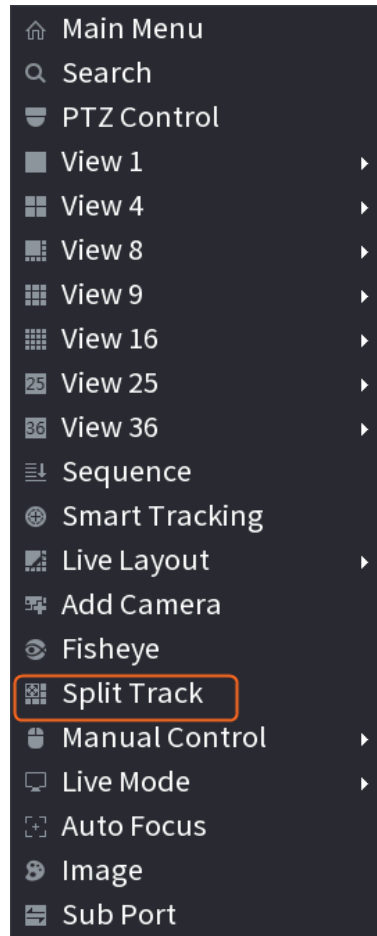 Main Menu
Search
PTZ Control
View 1
View 4
View 8
View 9
View 16
25 View 25
36 View 36
Sequence
Smart Tracking
Live Layout
Add Camera
Fisheye
Split Track
Manual Control
Live Mode
Auto Focus
Image
Sub Port